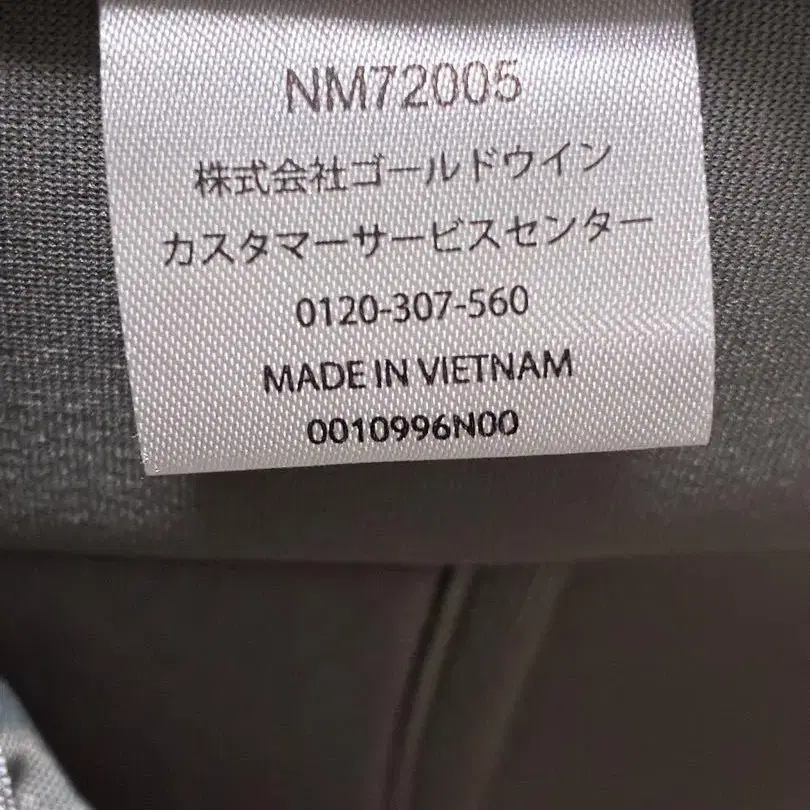 NM72005
株式会社ゴールドウイン
カスタマーサービスセンター
0120-307-560
MADE IN VIETNAM
0010996N00